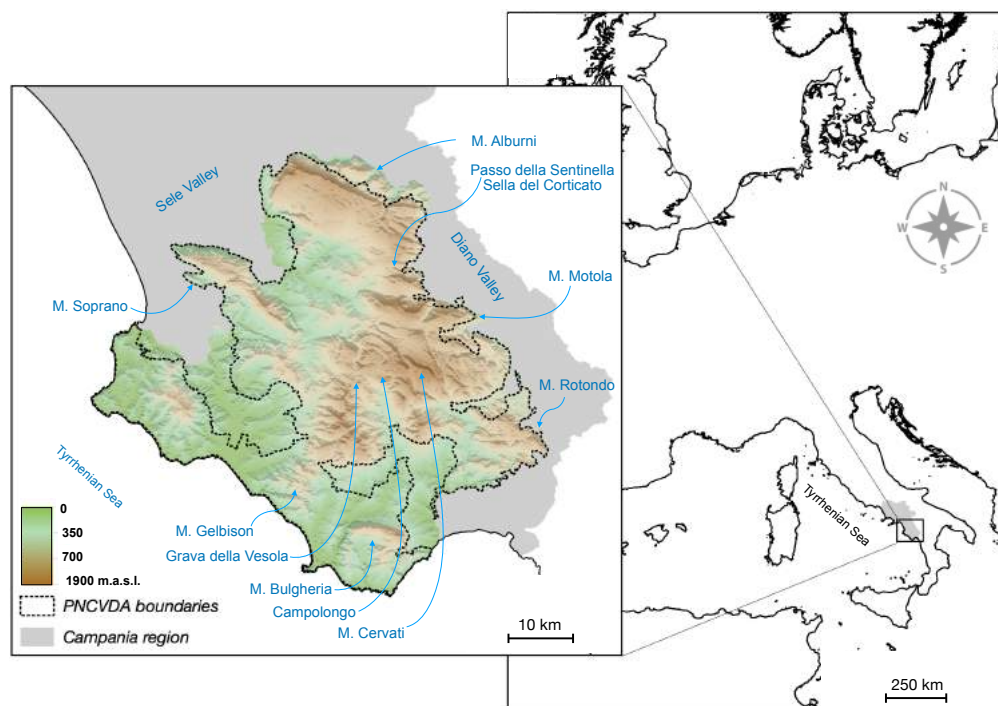 M. Alburni
Passo della Sentinella
Sella del Corticato
Sele Valley
Diano Valley
M. Motola
M. Soprano
M. Rotondo
Tyrrhenian Sea
M. Gelbison
Grava della Vesola
M. Bulgheria
Campolongo
M. Cervati
0
350
700
1900 m.a.s.l.
PNCVDA boundaries
Campania region
10 km
N
W
E
S
Tyrrhenian Sea
250 km